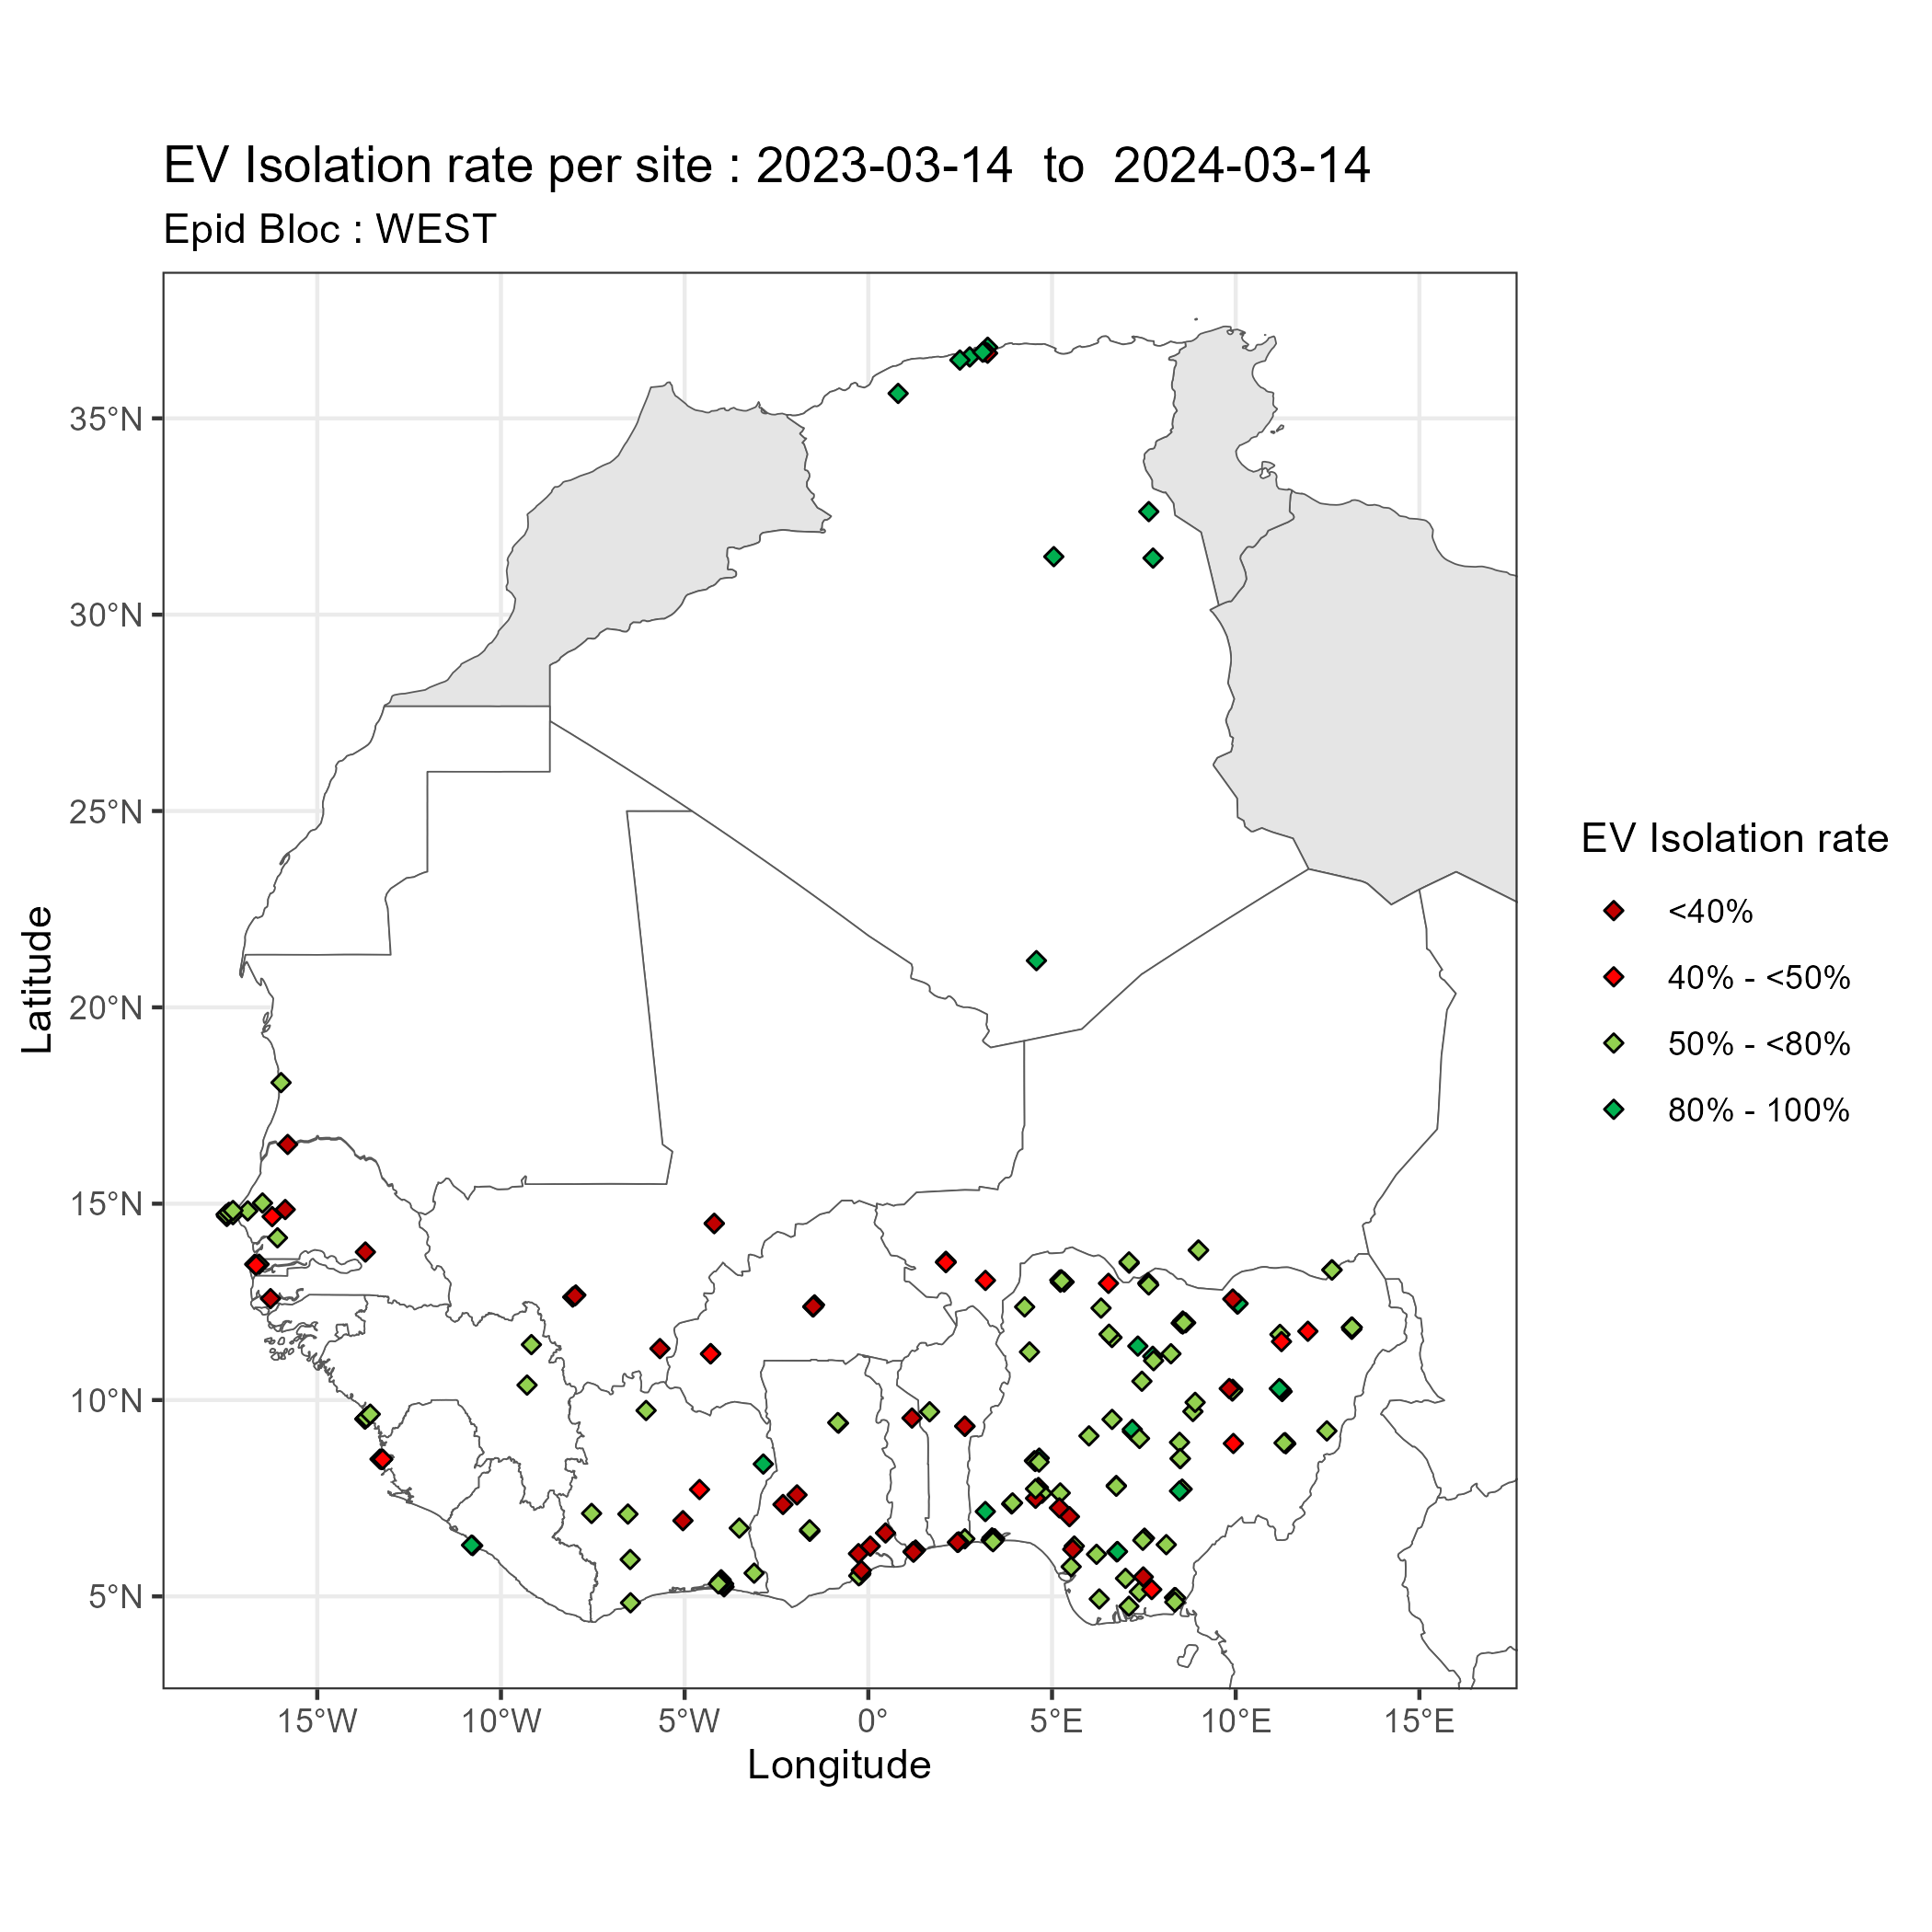 EV Isolation rate per site : 2023-03-14 to 2024-03-14
Epid Bloc : WEST
35°N
30°N
25°N
20°N
15°N
10°N
5°N
Latitude
15°W
10°W
5°W
0°
5°E
10°E
15°E
Longitude
EV Isolation rate
<40%
40% - <50%
50% - <80%
80% - 100%